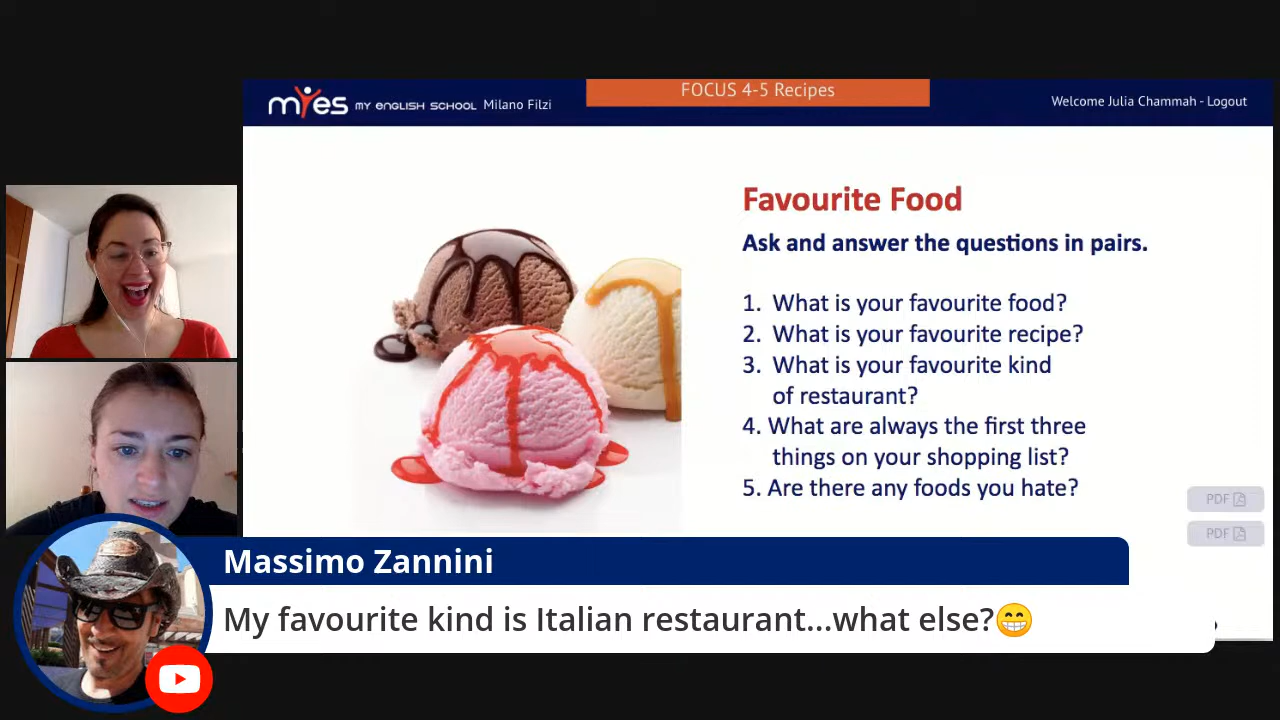 FOCUS 4-5 Recipes
myes MY ENGLISH SCHOOL Milano Filzi
Welcome Julia Chammah - Logout
Favourite Food
Ask and answer the questions in pairs.
1. What is your favourite food?
2. What is your favourite recipe?
3. What is your favourite kind
of restaurant?
4. What are always the first three
things on your shopping list?
5. Are there any foods you hate?
PDF
PDF
Massimo Zannini
My favourite kind is Italian restaurant...what else?😁